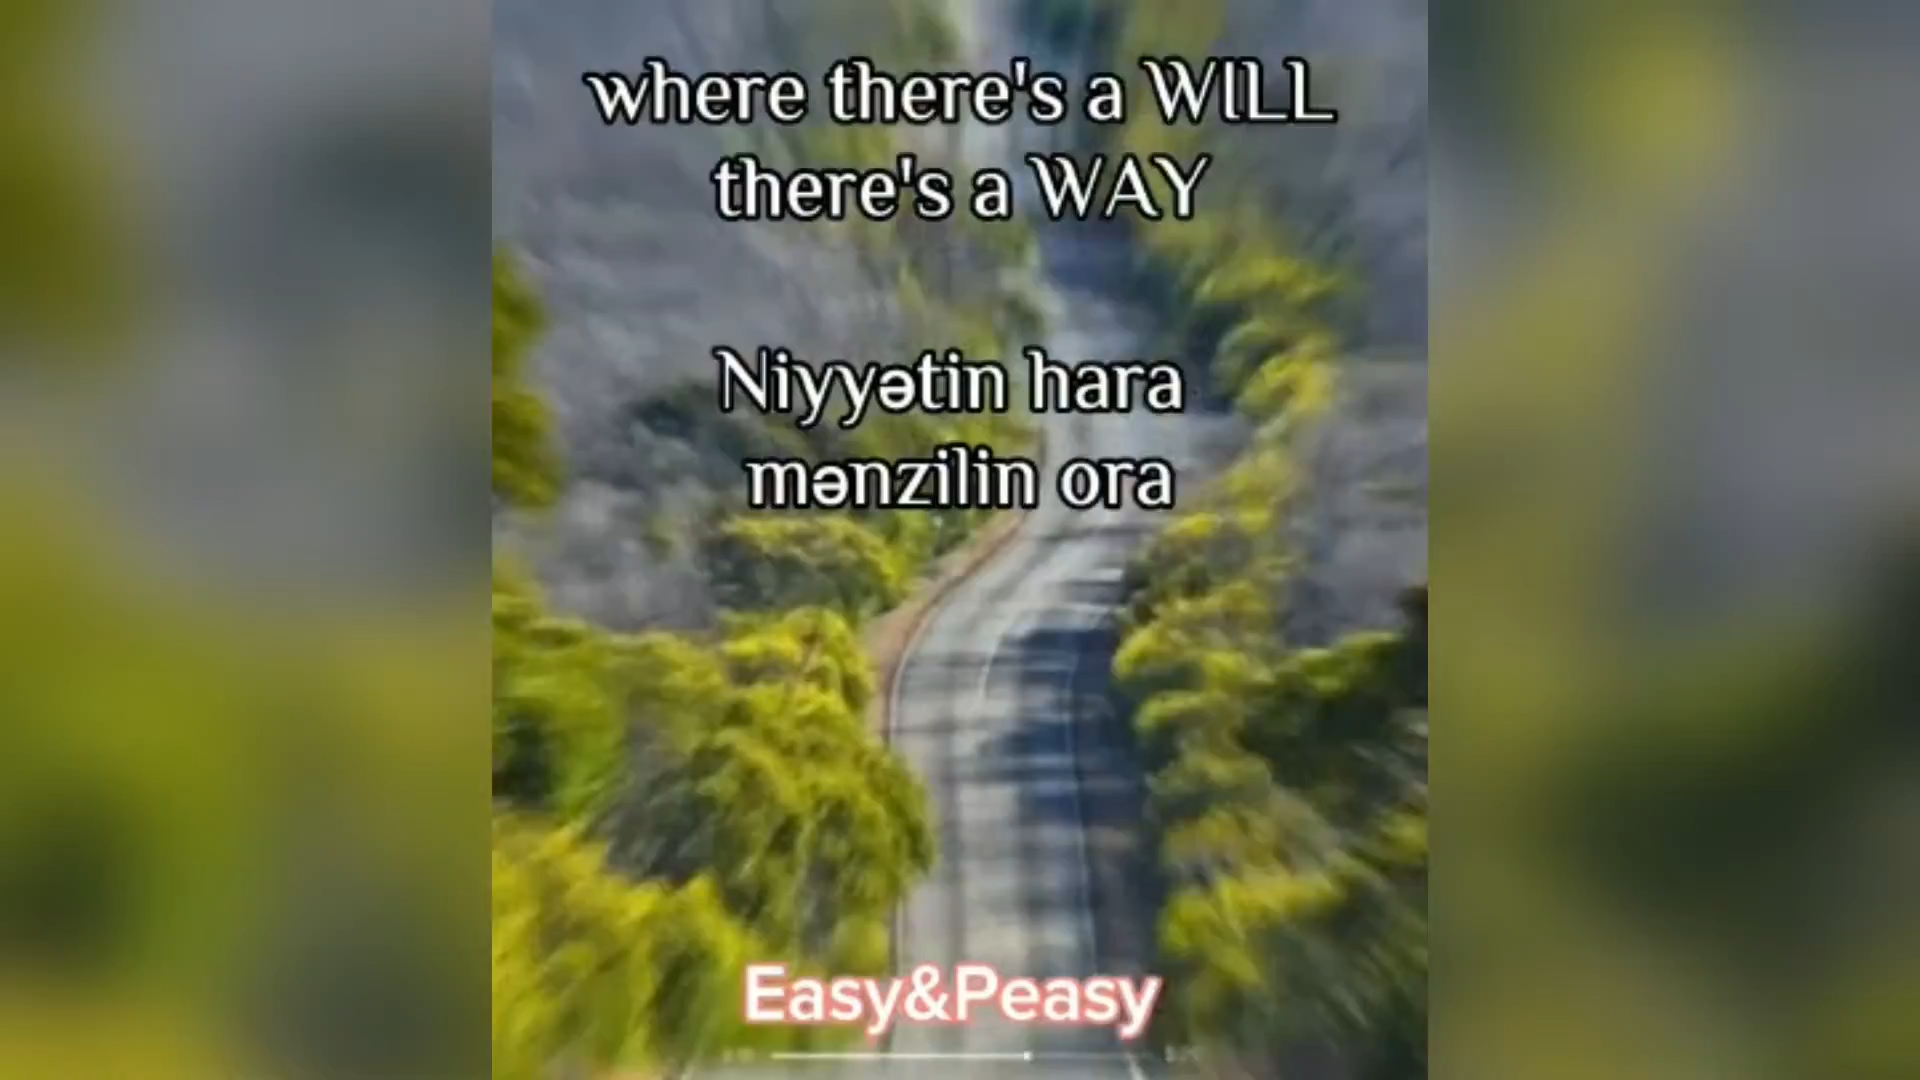 where there's a WILL
there's a WAY
Niyyətin hara
mənzilin ora
Easy&Peasy